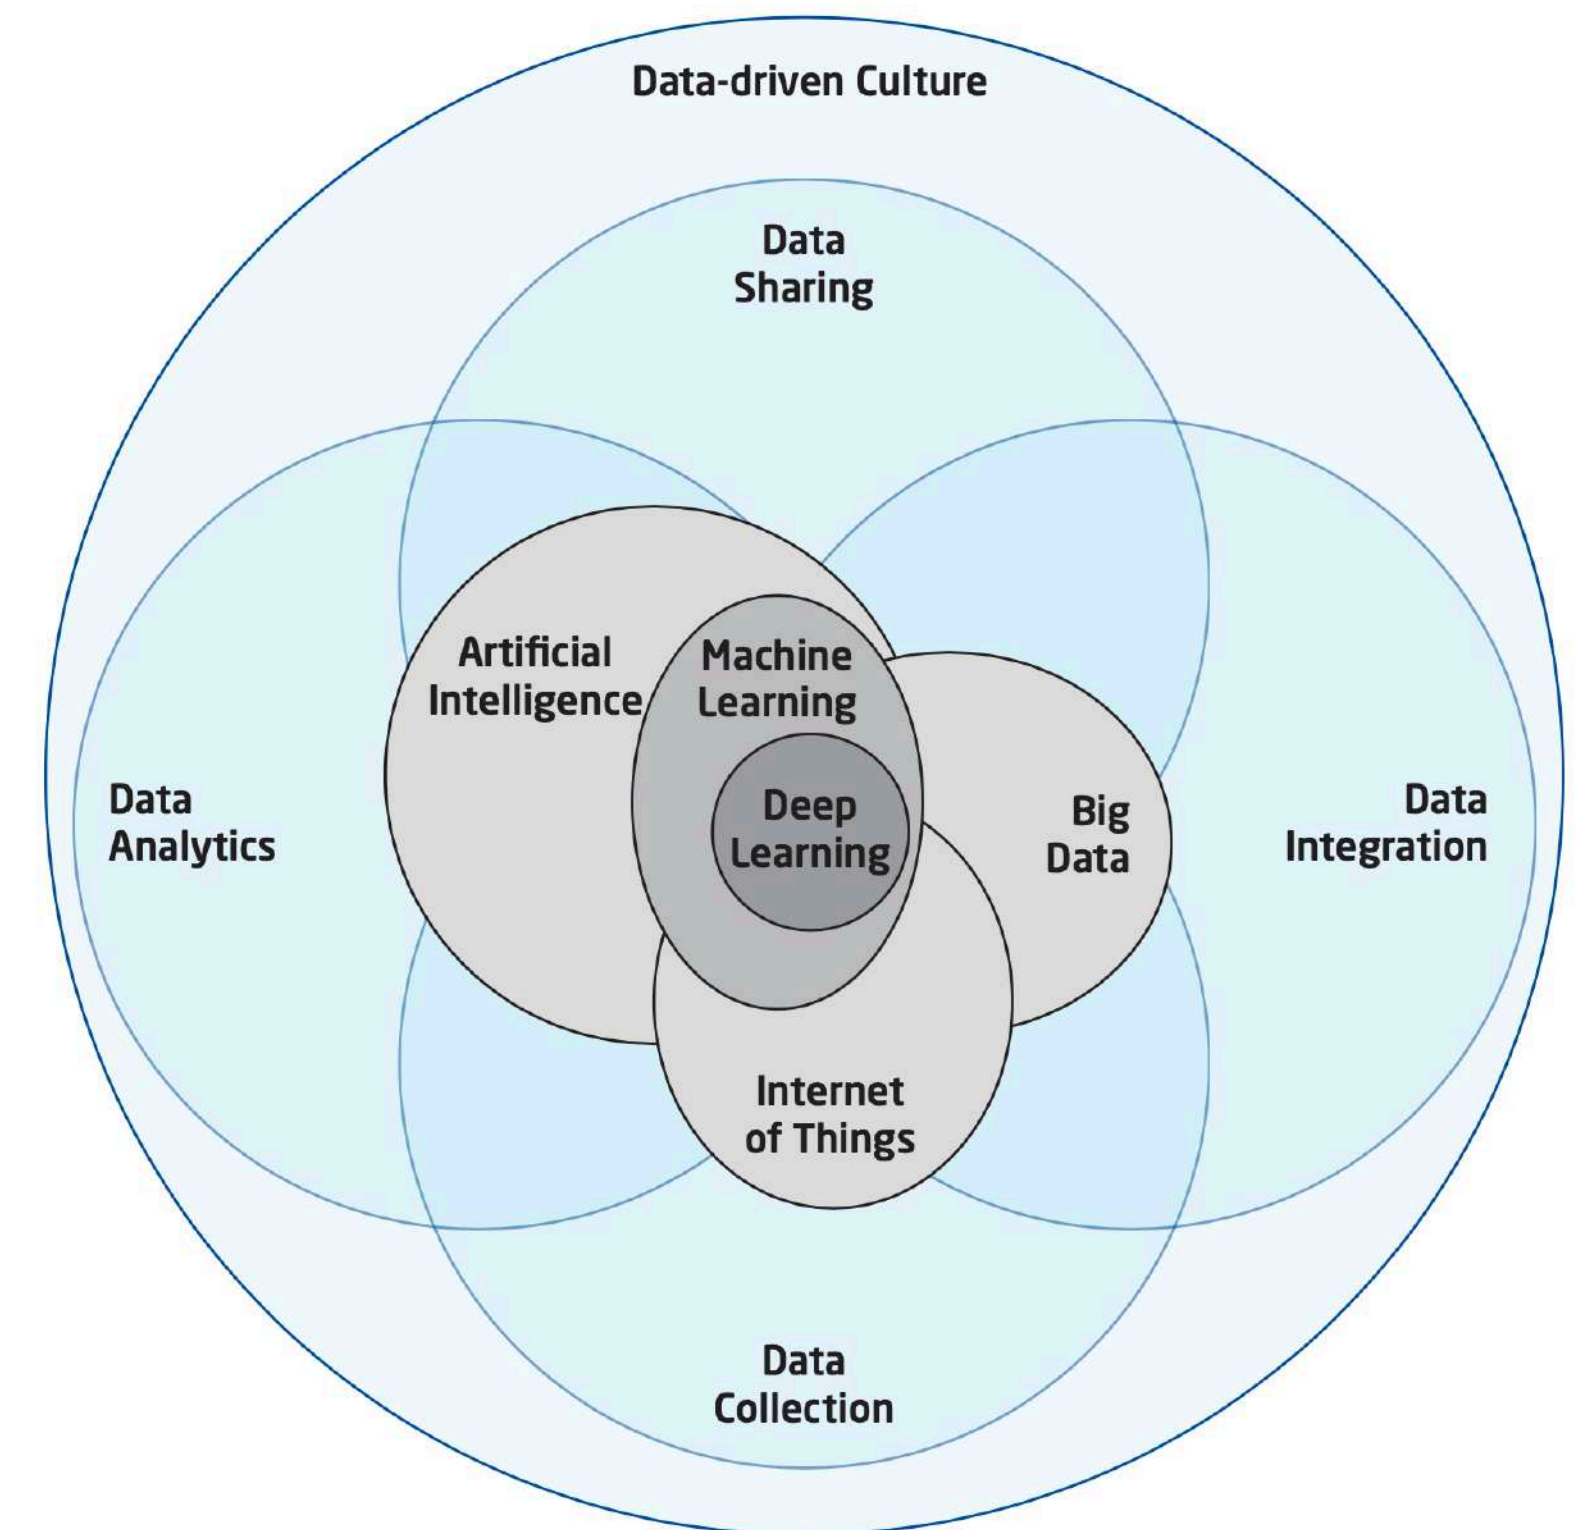 Data-driven Culture
Data
Sharing
Artificial
Intelligence
Machine
Learning
Deep
Learning
Big
Data
Data
Analytics
Data
Integration
Internet
of Things
Data
Collection